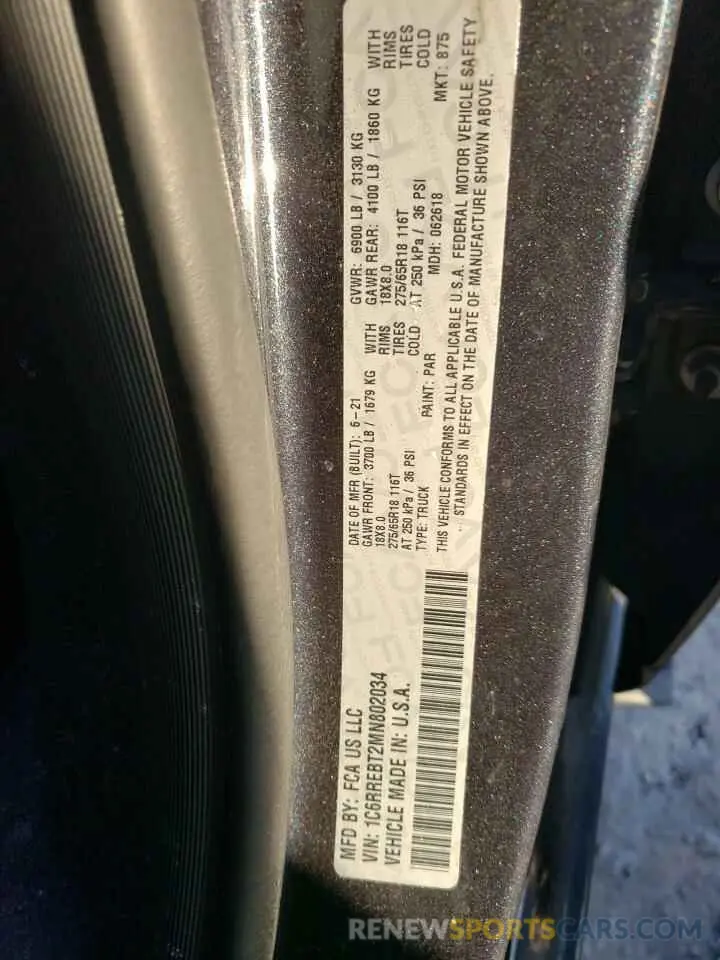 MFD BY: FCA US LLC
VIN: 1C6RREBT2MN802034
VEHICLE MADE IN: U.S.A.
DATE OF MFR (BUILT): 6-21
GAWR FRONT: 3700 LB / 1679 KG WITH
18X8.0 RIMS
275/65R18 116T TIRES
AT 250 kPa / 36 PSI COLD
TYPE: TRUCK PAINT: PAR
GVWR: 6900 LB / 3130 KG
GAWR REAR: 4100 LB / 1860 KG WITH
18X8.0 RIMS
275/65R18 116T TIRES
AT 250 kPa / 36 PSI COLD
MDH: 062618 MKT: 875
THIS VEHICLE CONFORMS TO ALL APPLICABLE U.S.A. FEDERAL MOTOR VEHICLE SAFETY
STANDARDS IN EFFECT ON THE DATE OF MANUFACTURE SHOWN ABOVE.
RENEWSPORTSCARS.COM